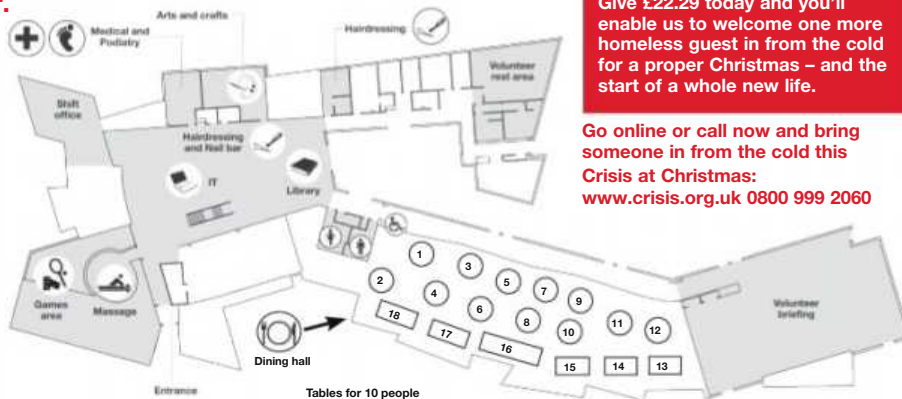 Arts and crafts
Medical and
Podiatry
Hairdressing
Volunteer
rest area
Shift
office
Hairdressing
and Nail bar
IT
Library
Games
area
Massage
Entrance
Dining hall
1
2
3
4
5
6
7
8
9
10
11
12
13
14
15
16
17
18
Volunteer
briefing
Tables for 10 people
Give £22.29 today and you'll
enable us to welcome one more
homeless guest in from the cold
for a proper Christmas – and the
start of a whole new life.
Go online or call now and bring
someone in from the cold this
Crisis at Christmas:
www.crisis.org.uk 0800 999 2060